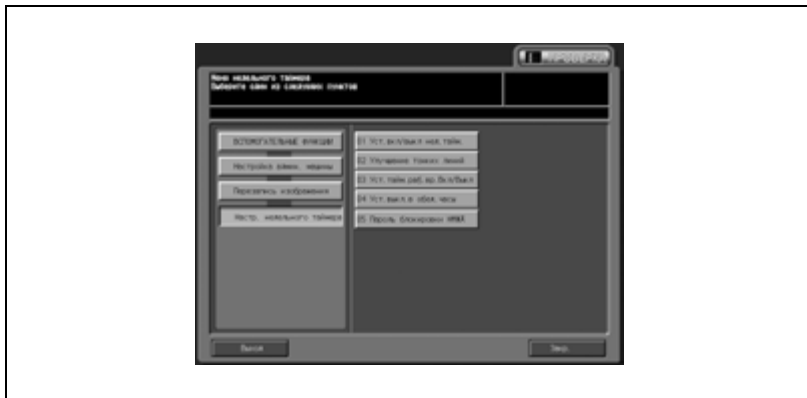 Меню недельного таймера
Выберите один из следующих пунктов
ВСПОМОГАТЕЛЬНЫЕ ФУНКЦИИ
Настройка админ. машины
Перезапись изображения
Настр. недельного таймера
01 Уст.вкл/выкл нед.тайм.
02 Улучшение тонких линий
03 Уст.тайм.раб.вр.Вкл/Выкл
04 Уст.выкл.в обед.часы
05 Пароль блокировки
Выход
Закр.